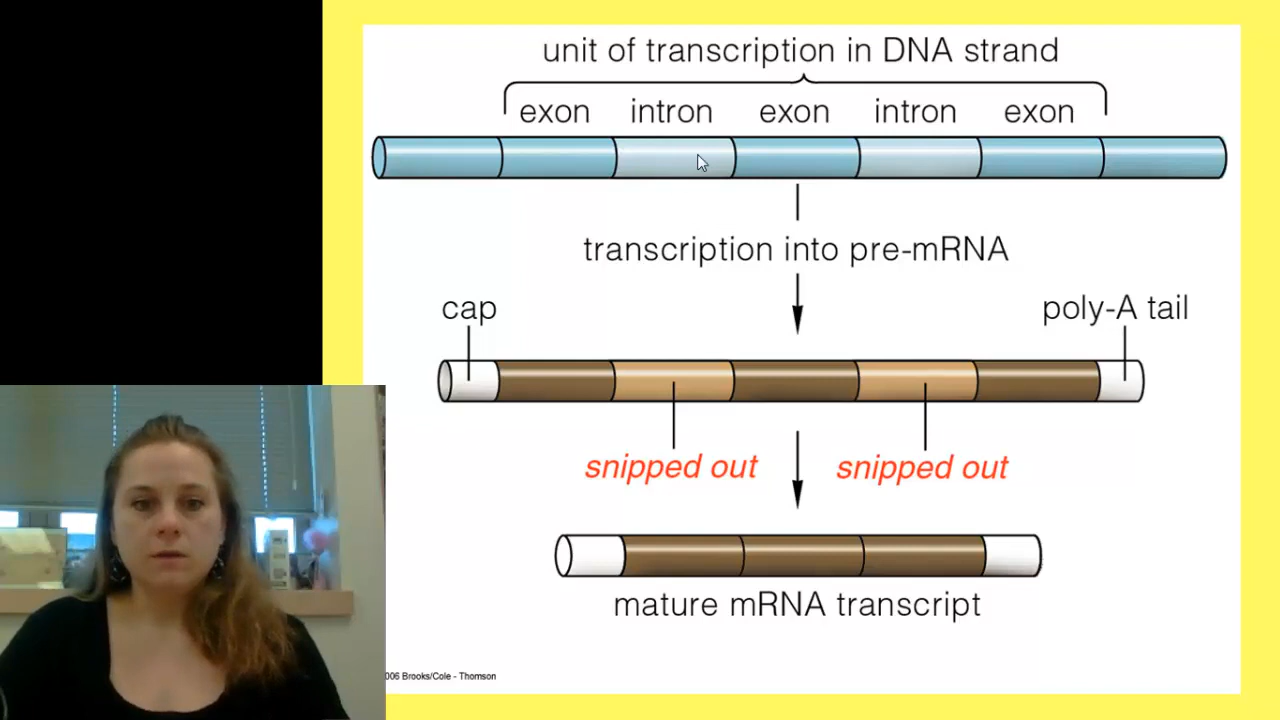 unit of transcription in DNA strand
exon intron exon intron exon
transcription into pre-mRNA
cap poly-A tail
snipped out snipped out
mature mRNA transcript
006 Brooks/Cole - Thomson